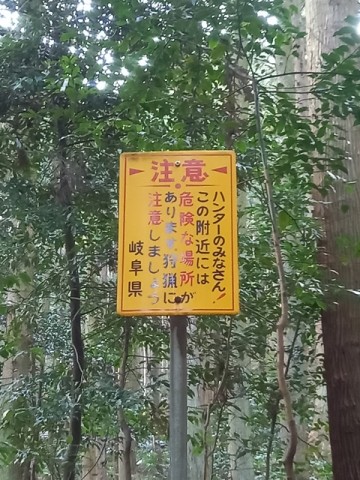 注意
ハンターのみなさん!
この附近には
危険な場所が
あります狩猟に
注意しましょう
岐阜県